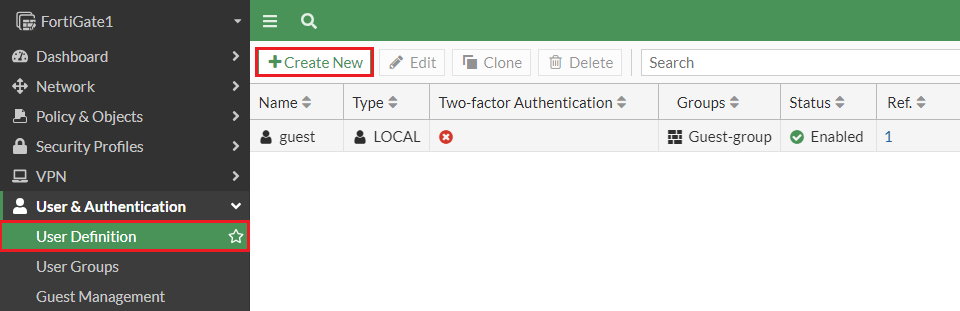 FortiGate1
Dashboard
Network
Policy & Objects
Security Profiles
VPN
User & Authentication
User Definition
User Groups
Guest Management
Create New Edit Clone Delete Search
Name Type Two-factor Authentication Groups Status Ref.
guest LOCAL Guest-group Enabled 1